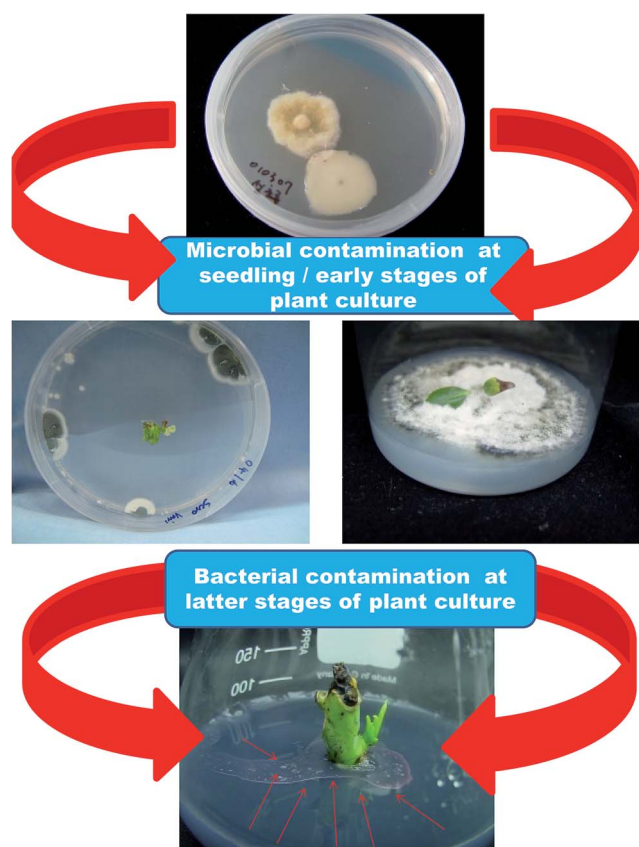 Microbial contamination at
seedling / early stages of
plant culture
Bacterial contamination at
latter stages of plant culture
150
100